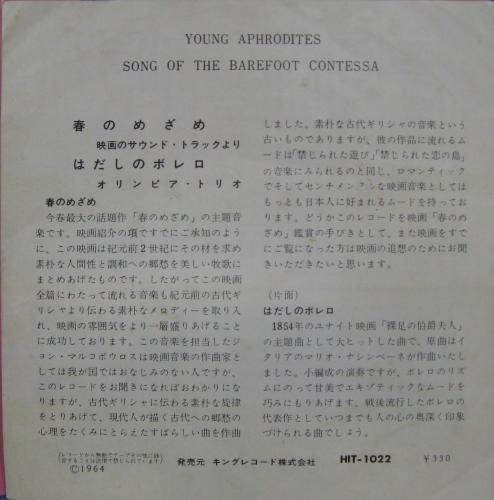 YOUNG APHRODITES
SONG OF THE BAREFOOT CONTESSA
春のめざめ
映画のサウンド・トラックより
はだしのボレロ
オリンピア・トリオ
春のめざめ
今春最大の話題作「春のめざめ」の主題音
楽です。映画紹介の項ですでにご承知のよう
に、この映画は紀元前2世紀にその材を求め
素朴な人間性と調和への郷愁を美しい牧歌に
まとめあげたものです。したがってこの映画
全篇にわたって流れる音楽も紀元前の古代ギ
リシャより伝わる素朴なメロディーを取り入
れ、映画の雰囲気をより一層盛りあげること
に成功しております。この音楽を担当したジ
ョン・マルコポウロスは映画音楽の作曲家と
しては我が国ではおなじみのない人ですが、
このレコードをお聞きになればおわかりにな
りますが、古代ギリシャに伝わる素朴な旋律
をとりあげて、現代人が描く古代への郷愁の
心理をたくみにとらえたすばらしい曲を作曲
しました。素朴な古代ギリシャの音楽という
古いものでありますが、彼の作品に流れるム
ードは「禁じられた遊び」「禁じられた恋の島」
の音楽にみられるのと同じ、ロマンティック
でそしてセンチメンタルな映画音楽としては
もっとも日本人に好まれるムードを持ってお
ります。どうかこのレコードを映画「春のめ
ざめ」鑑賞の手びきとして、また映画をすで
にご覧になった方は映画の追想のためにお聞
きいただきたいと思います。
(片面)
はだしのボレロ
1854年のユナイト映画「裸足の伯爵夫人」
の主題曲として大ヒットした曲で、原曲はイ
タリアのマリオ・ナシンベーネが作曲いたし
ました。小編成の演奏ですが、ボレロのリズ
ムにのって甘美でエキゾティックなムードを
巧みにもりあげます。戦後流行したボレロの
代表作としていつまでも人の心の奥深く印象
づけられる曲でしょう。
(レコードから無断でテープその他に録
音することは法律で禁じられています)
©1964
発売元 キングレコード株式会社
HIT-1022
¥330